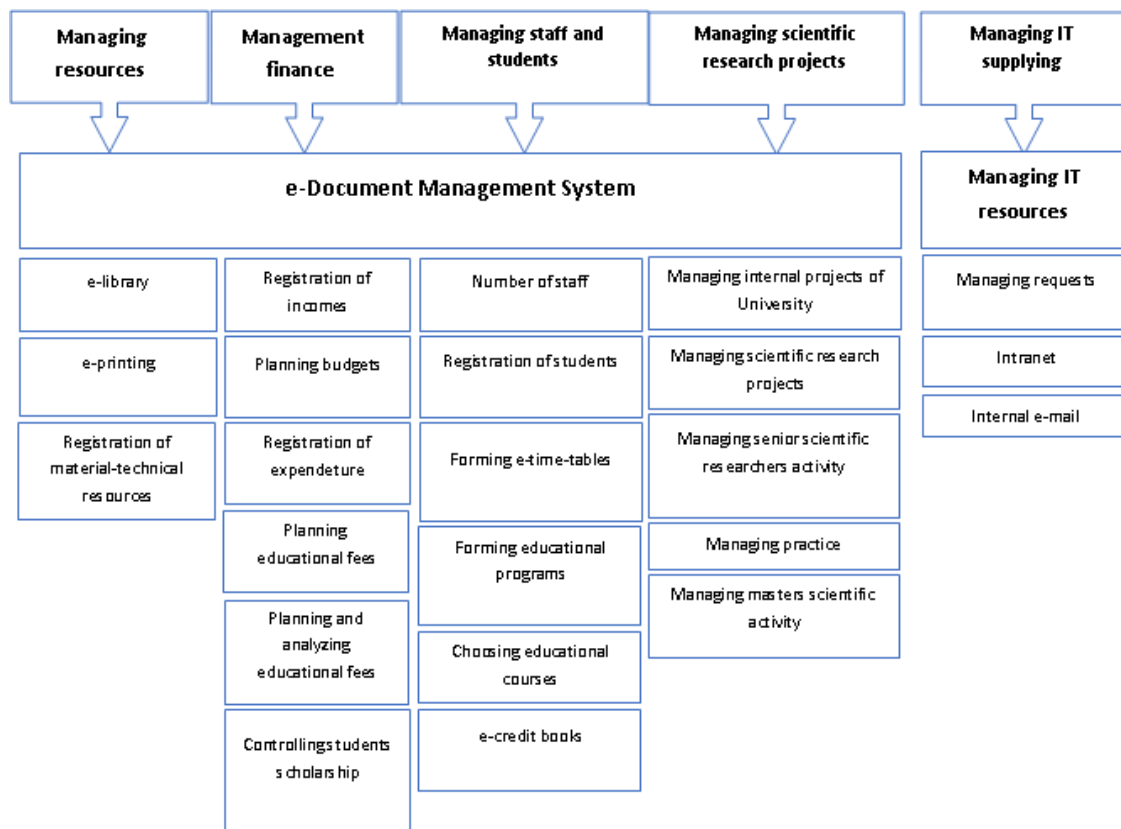 Managing
resources
Management
finance
Managing staff and
students
Managing scientific
research projects
Managing IT
supplying
e-Document Management System
Managing IT
resources
e-library
e-printing
Registration of
material-technical
resources
Registration of
incomes
Planning budgets
Registration of
expendeture
Planning
educational fees
Planning and
analyzing
educational fees
Controlling students
scholarship
Number of staff
Registration of students
Forming e-time-tables
Forming educational
programs
Choosing educational
courses
e-credit books
Managing internal projects of
University
Managing scientific research
projects
Managing senior scientific
researchers activity
Managing practice
Managing masters scientific
activity
Managing requests
Intranet
Internal e-mail